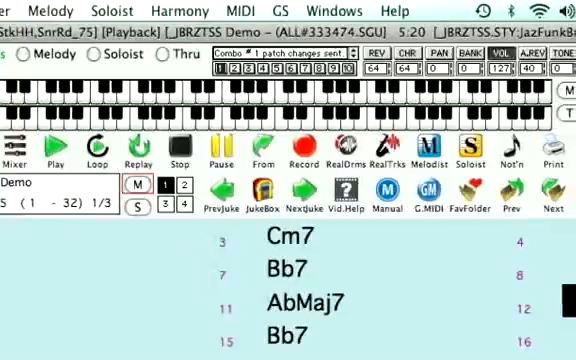 er Melody Soloist Harmony MIDI GS Windows Help
StkHH,SnrRd_75] [Playback] [_JBRZTSS Demo - (ALL#333474.SGU] 5:20 [_JBRZTSS.STY:JazFunkB#
s Melody Soloist Thru Combo # 1 patch changes sent REV CHR PAN BANK VOL A.REV TONE
1 2 3 4 5 6 7 8 9 10 64 64 0 0 127 40 0
M
T
Mixer Play Loop Replay Stop Pause From Record RealDrms RealTrks Melodist Soloist Not'n Print
Demo M 1 2
5 ( 1 - 32) 1/3 S 3 4 PrevJuke JukeBox NextJuke Vid.Help Manual G.MIDI FavFolder Prev Next
3 Cm7 4
7 Bb7 8
11 AbMaj7 12
15 Bb7 16